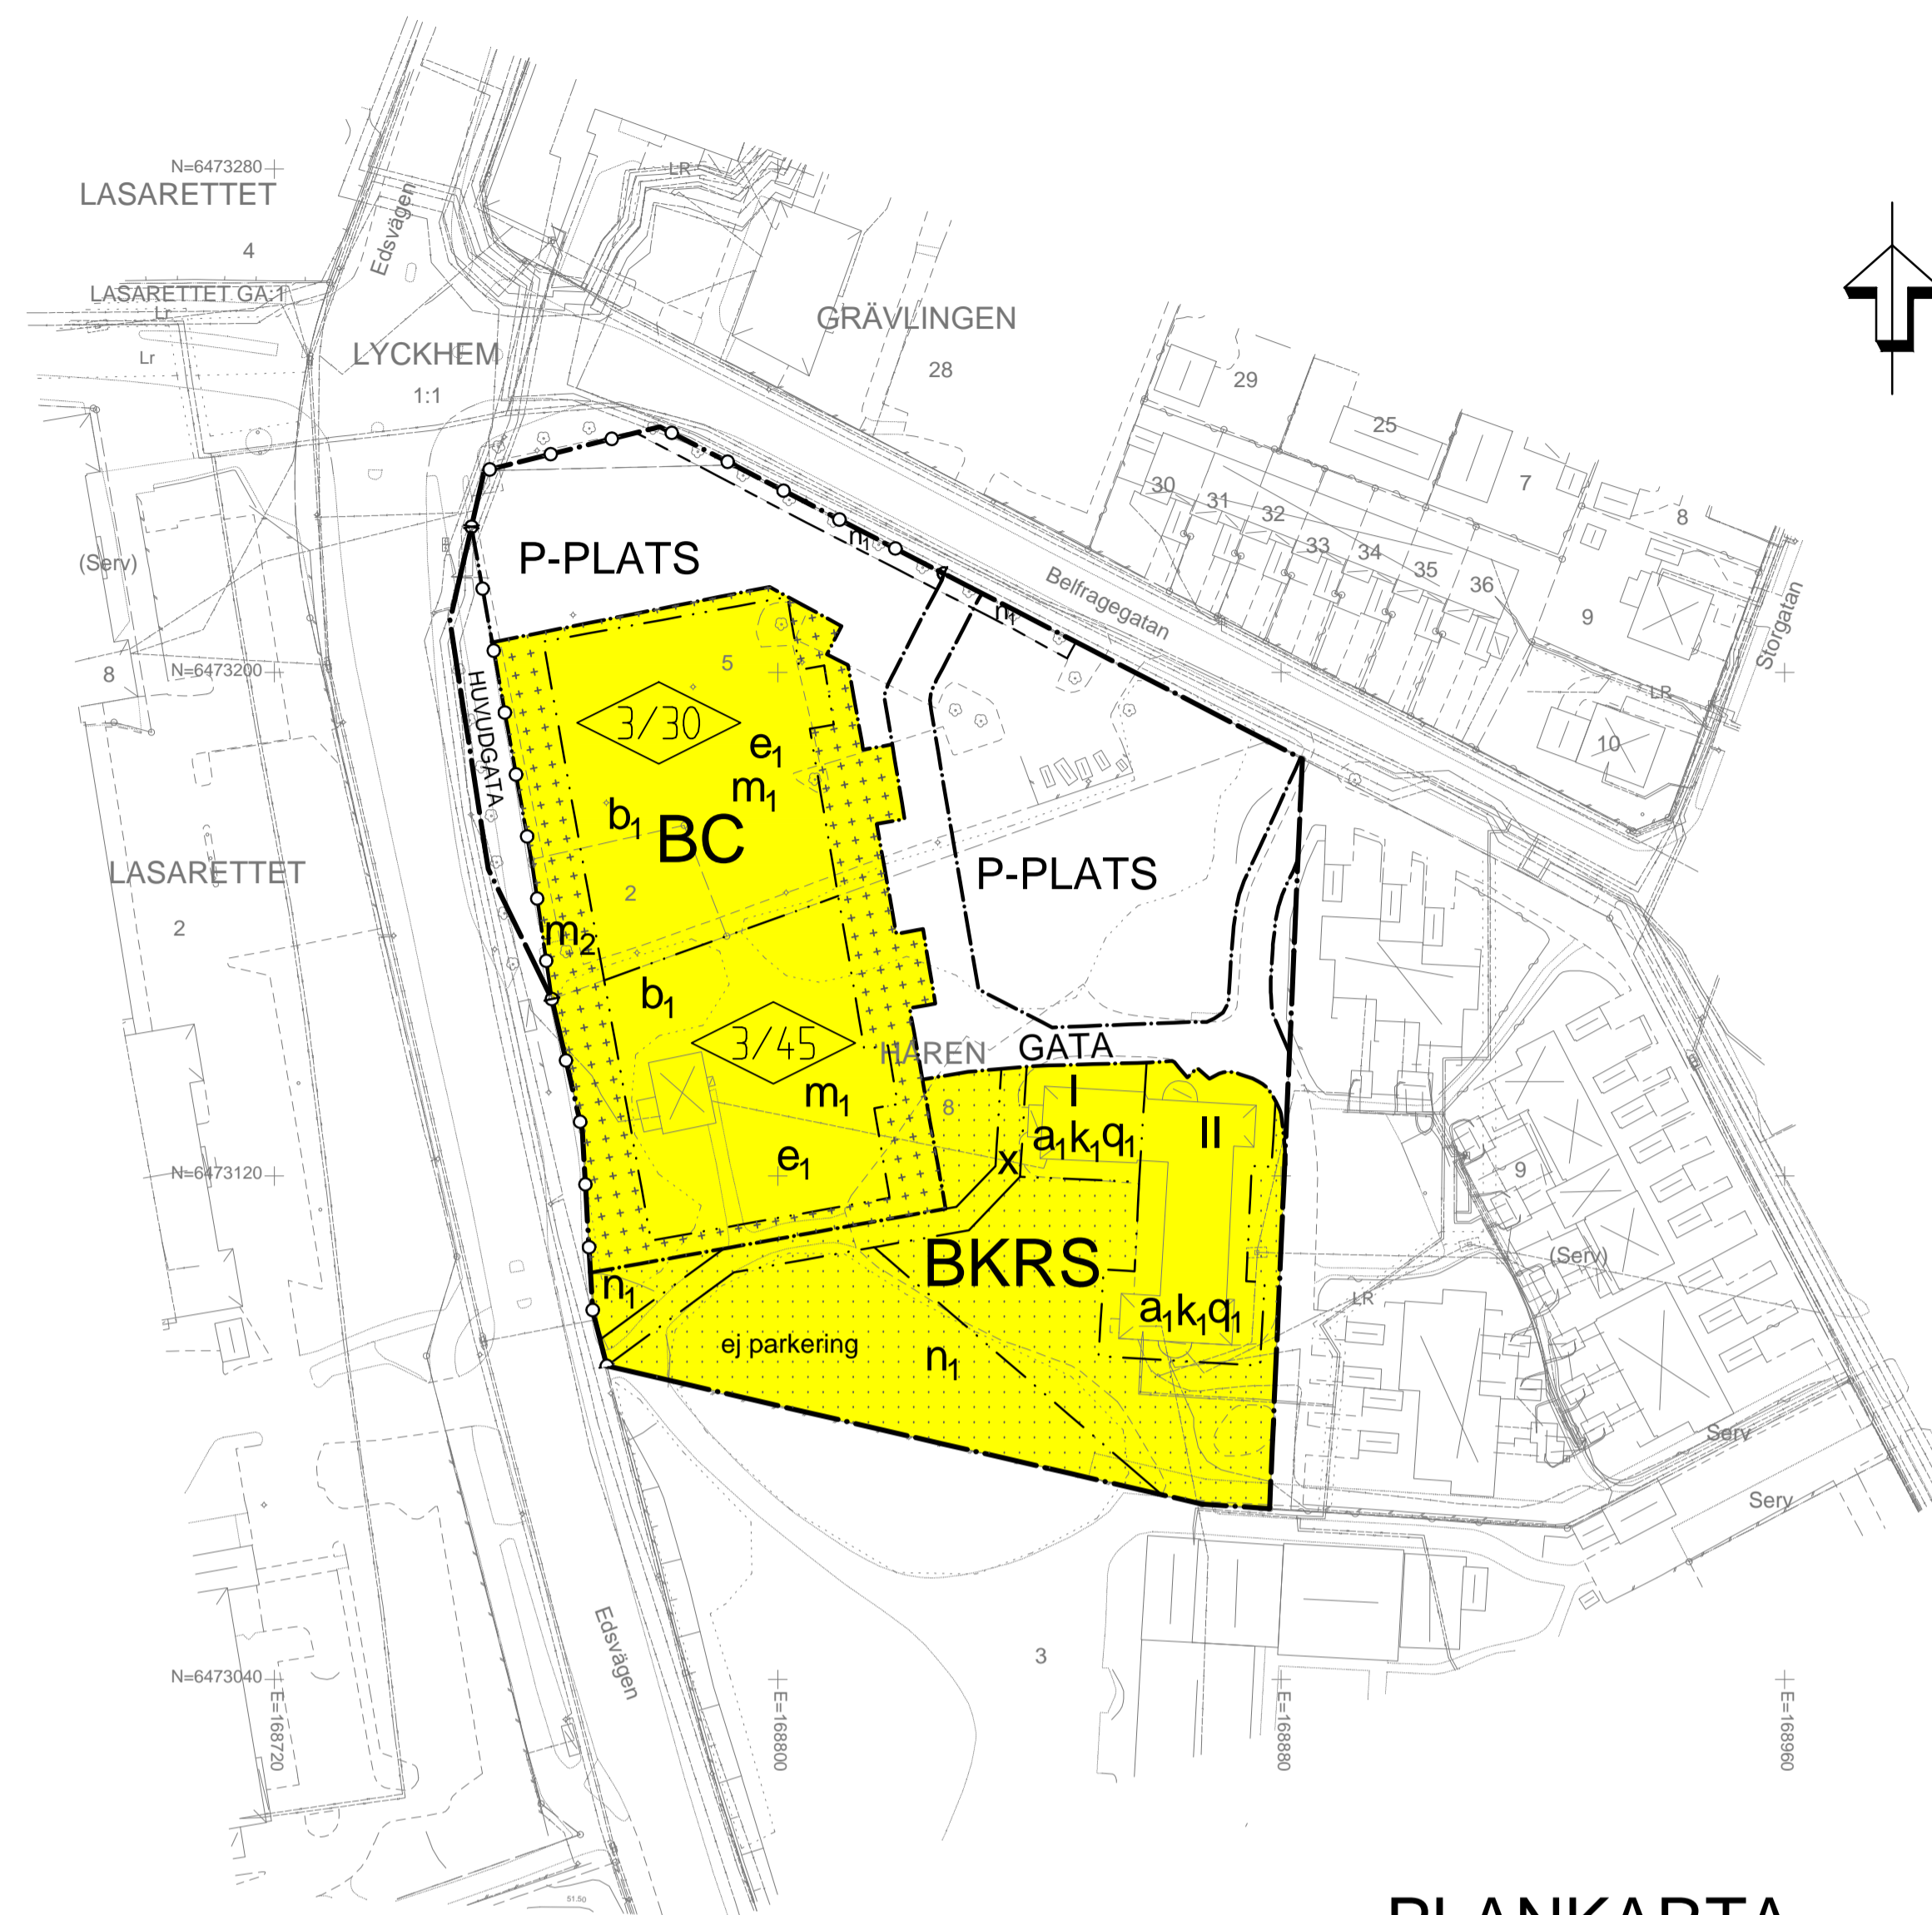 N=6473280
LASARETTET
4
Edsvägen
LR
LASARETTET GA:1
Lr
Lr
LYCKHEM
1:1
GRÄVLINGEN
28
29
25
7
8
30
31
32
33
34
35
36
9
10
LR
Storgatan
Belfragegatan
(Serv)
P-PLATS
n1
n1
N=6473200
8
HUVUDGATA
5
3/30
e1
m1
b1
BC
2
P-PLATS
LASARETTET
2
m2
b1
3/45
HAREN
GATA
m1
8
I
a1k1q1
II
x
e1
N=6473120
9
(Serv)
BKRS
n1
LR
a1k1q1
ej parkering
n1
Serv
Serv
Edsvägen
3
N=6473040
E=168720
E=168800
E=168880
E=168960
51.50
PLANKARTA